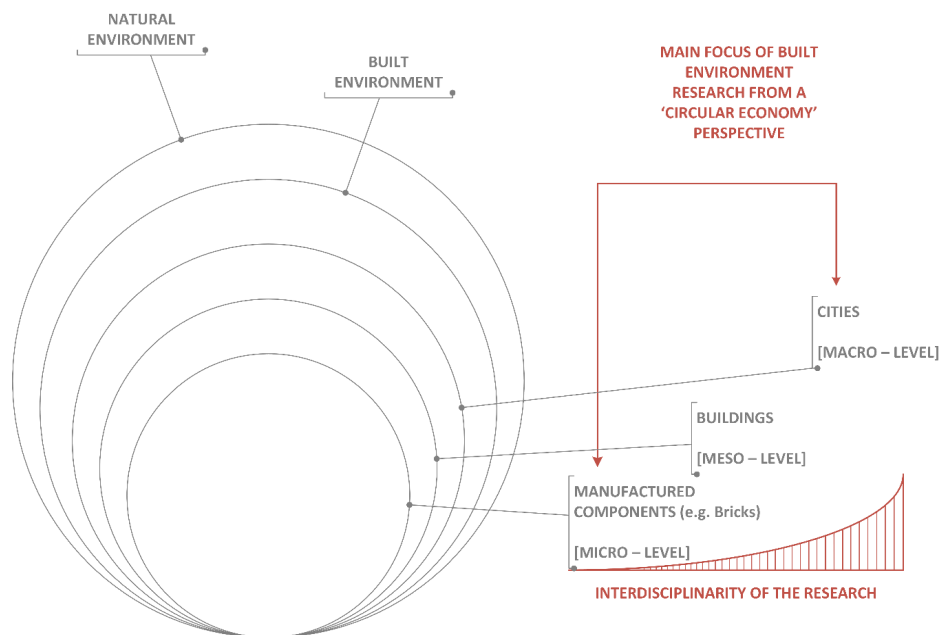 NATURAL
ENVIRONMENT
BUILT
ENVIRONMENT
MAIN FOCUS OF BUILT
ENVIRONMENT
RESEARCH FROM A
‘CIRCULAR ECONOMY’
PERSPECTIVE
CITIES
[MACRO – LEVEL]
BUILDINGS
[MESO – LEVEL]
MANUFACTURED
COMPONENTS (e.g. Bricks)
[MICRO – LEVEL]
INTERDISCIPLINARITY OF THE RESEARCH